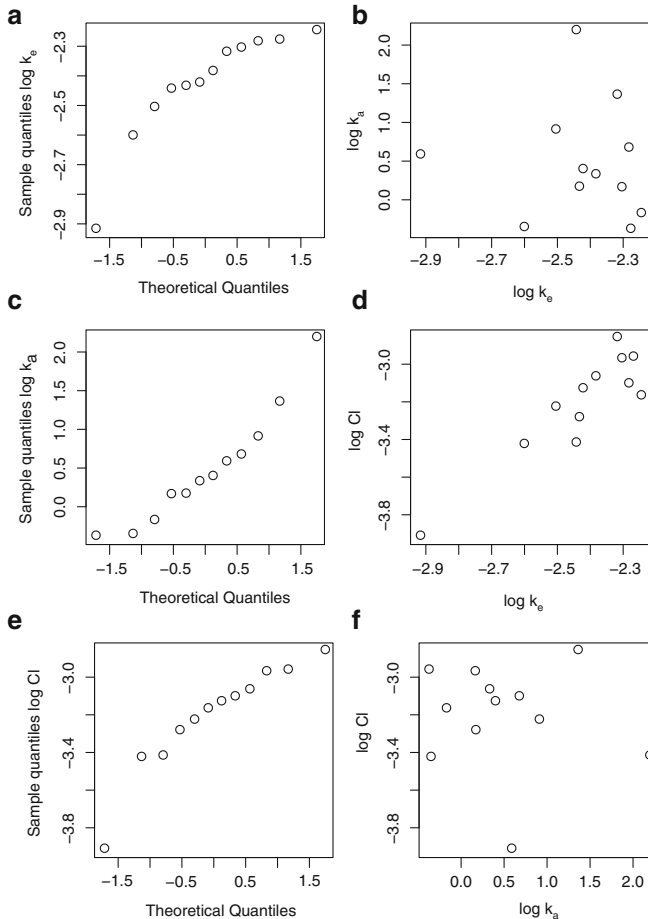 a
Sample quantiles log ke
−2.3
−2.5
−2.7
−2.9
−1.5 −0.5 0.5 1.5
Theoretical Quantiles
b
log ka
2.0
1.5
1.0
0.5
0.0
−2.9 −2.7 −2.5 −2.3
log ke
c
Sample quantiles log ka
2.0
1.5
1.0
0.5
0.0
−1.5 −0.5 0.5 1.5
Theoretical Quantiles
d
log Cl
−3.0
−3.4
−3.8
−2.9 −2.7 −2.5 −2.3
log ke
e
Sample quantiles log Cl
−3.0
−3.4
−3.8
−1.5 −0.5 0.5 1.5
Theoretical Quantiles
f
log Cl
−3.0
−3.4
−3.8
0.0 0.5 1.0 1.5 2.0
log ka